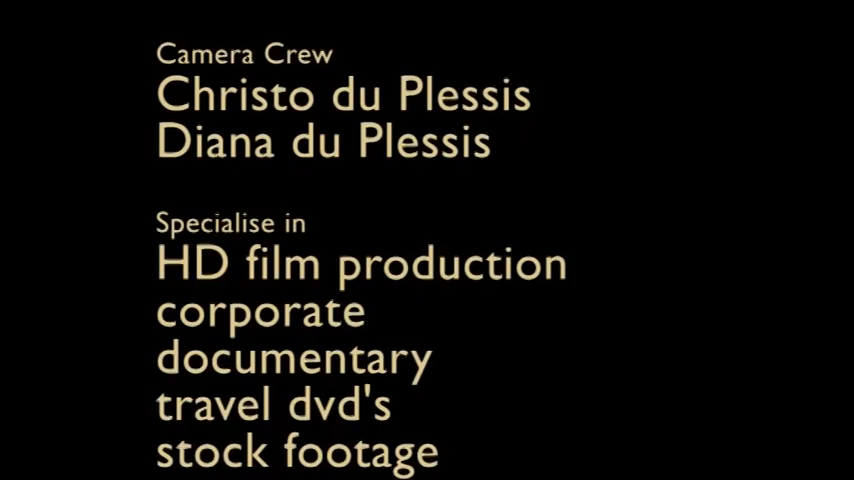 Camera Crew
Christo du Plessis
Diana du Plessis
Specialise in
HD film production
corporate
documentary
travel dvd's
stock footage